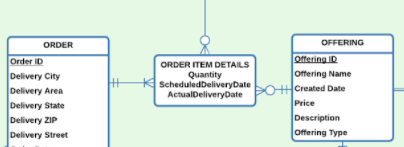 ORDER
Order ID
Delivery City
Delivery Area
Delivery State
Delivery ZIP
Delivery Street
ORDER ITEM DETAILS
Quantity
ScheduledDeliveryDate
ActualDeliveryDate
OFFERING
Offering ID
Offering Name
Created Date
Price
Description
Offering Type